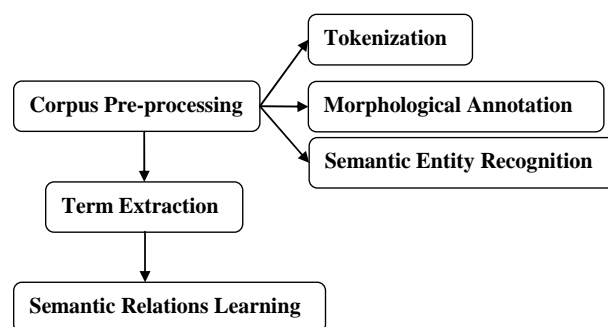 Tokenization
Corpus Pre-processing
Morphological Annotation
Semantic Entity Recognition
Term Extraction
Semantic Relations Learning